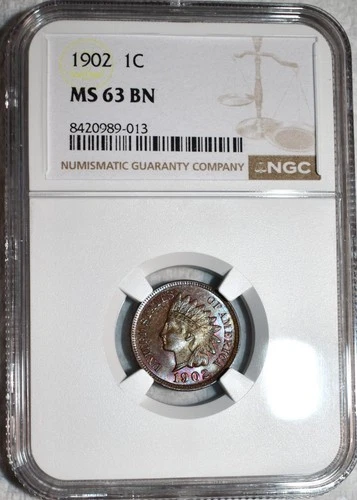 1902 1C
MS 63 BN
8420989-013
NUMISMATIC GUARANTY COMPANY NGC
UNITED STATES OF AMERICA
1902